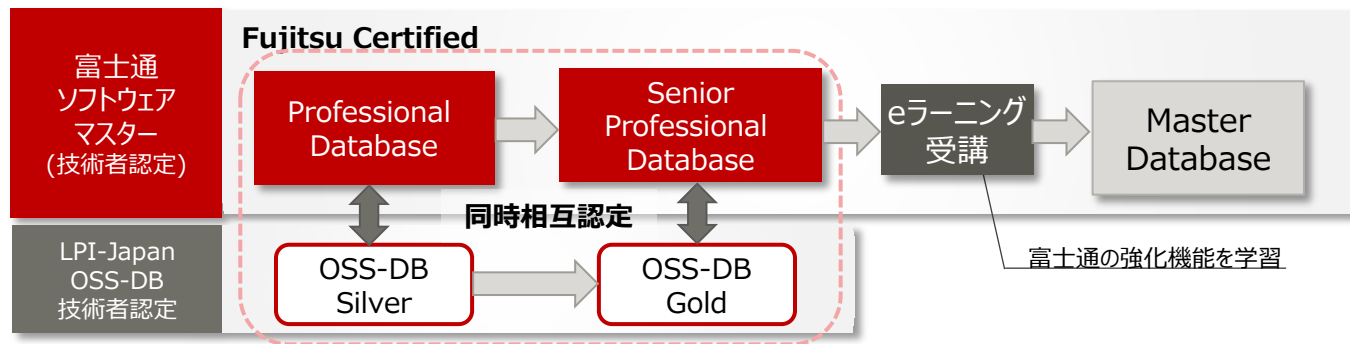 富士通
ソフトウェア
マスター
(技術者認定)
Fujitsu Certified
Professional
Database
Senior
Professional
Database
eラーニング
受講
Master
Database
同時相互認定
富士通の強化機能を学習
LPI-Japan
OSS-DB
技術者認定
OSS-DB
Silver
OSS-DB
Gold